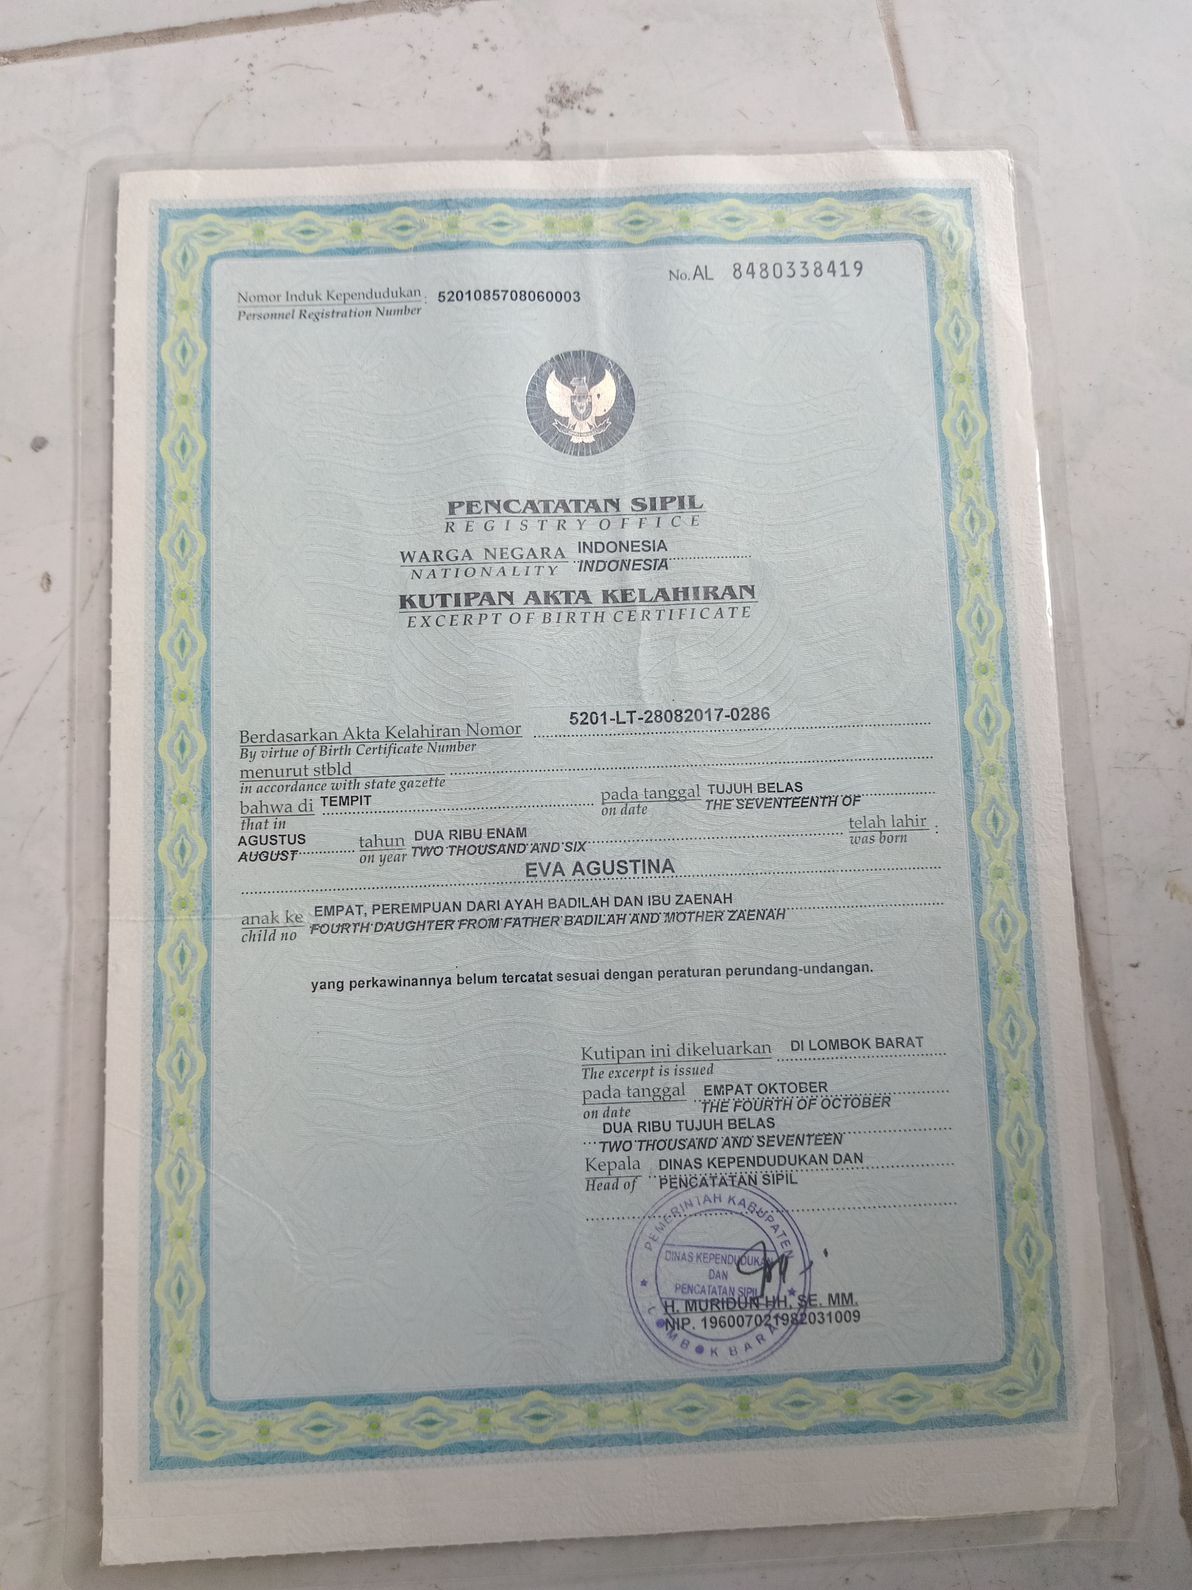 No. AL 8480338419
Nomor Induk Kependudukan : 5201085708060003
Personnel Registration Number
PENCATATAN SIPIL
REGISTRY OFFICE
WARGA NEGARA INDONESIA
NATIONALITY INDONESIA
KUTIPAN AKTA KELAHIRAN
EXCERPT OF BIRTH CERTIFICATE
Berdasarkan Akta Kelahiran Nomor 5201-LT-28082017-0286
By virtue of Birth Certificate Number
menurut stbld
in accordance with state gazette
bahwa di TEMPIT pada tanggal TUJUH BELAS
that in on date THE SEVENTEENTH OF
AGUSTUS tahun DUA RIBU ENAM telah lahir :
AUGUST on year TWO THOUSAND AND SIX was born
EVA AGUSTINA
anak ke EMPAT, PEREMPUAN DARI AYAH BADILAH DAN IBU ZAENAH
child no FOURTH DAUGHTER FROM FATHER BADILAH AND MOTHER ZAENAH
yang perkawinannya belum tercatat sesuai dengan peraturan perundang-undangan.
Kutipan ini dikeluarkan DI LOMBOK BARAT
The excerpt is issued
pada tanggal EMPAT OKTOBER
on date THE FOURTH OF OCTOBER
DUA RIBU TUJUH BELAS
TWO THOUSAND AND SEVENTEEN
Kepala DINAS KEPENDUDUKAN DAN
Head of PENCATATAN SIPIL
PEMERINTAH KABUPATEN
DINAS KEPENDUDUKAN
DAN
PENCATATAN SIPIL
LOMBOK BARAT
H. MURIDUN HH, SE. MM.
NIP. 196007021982031009